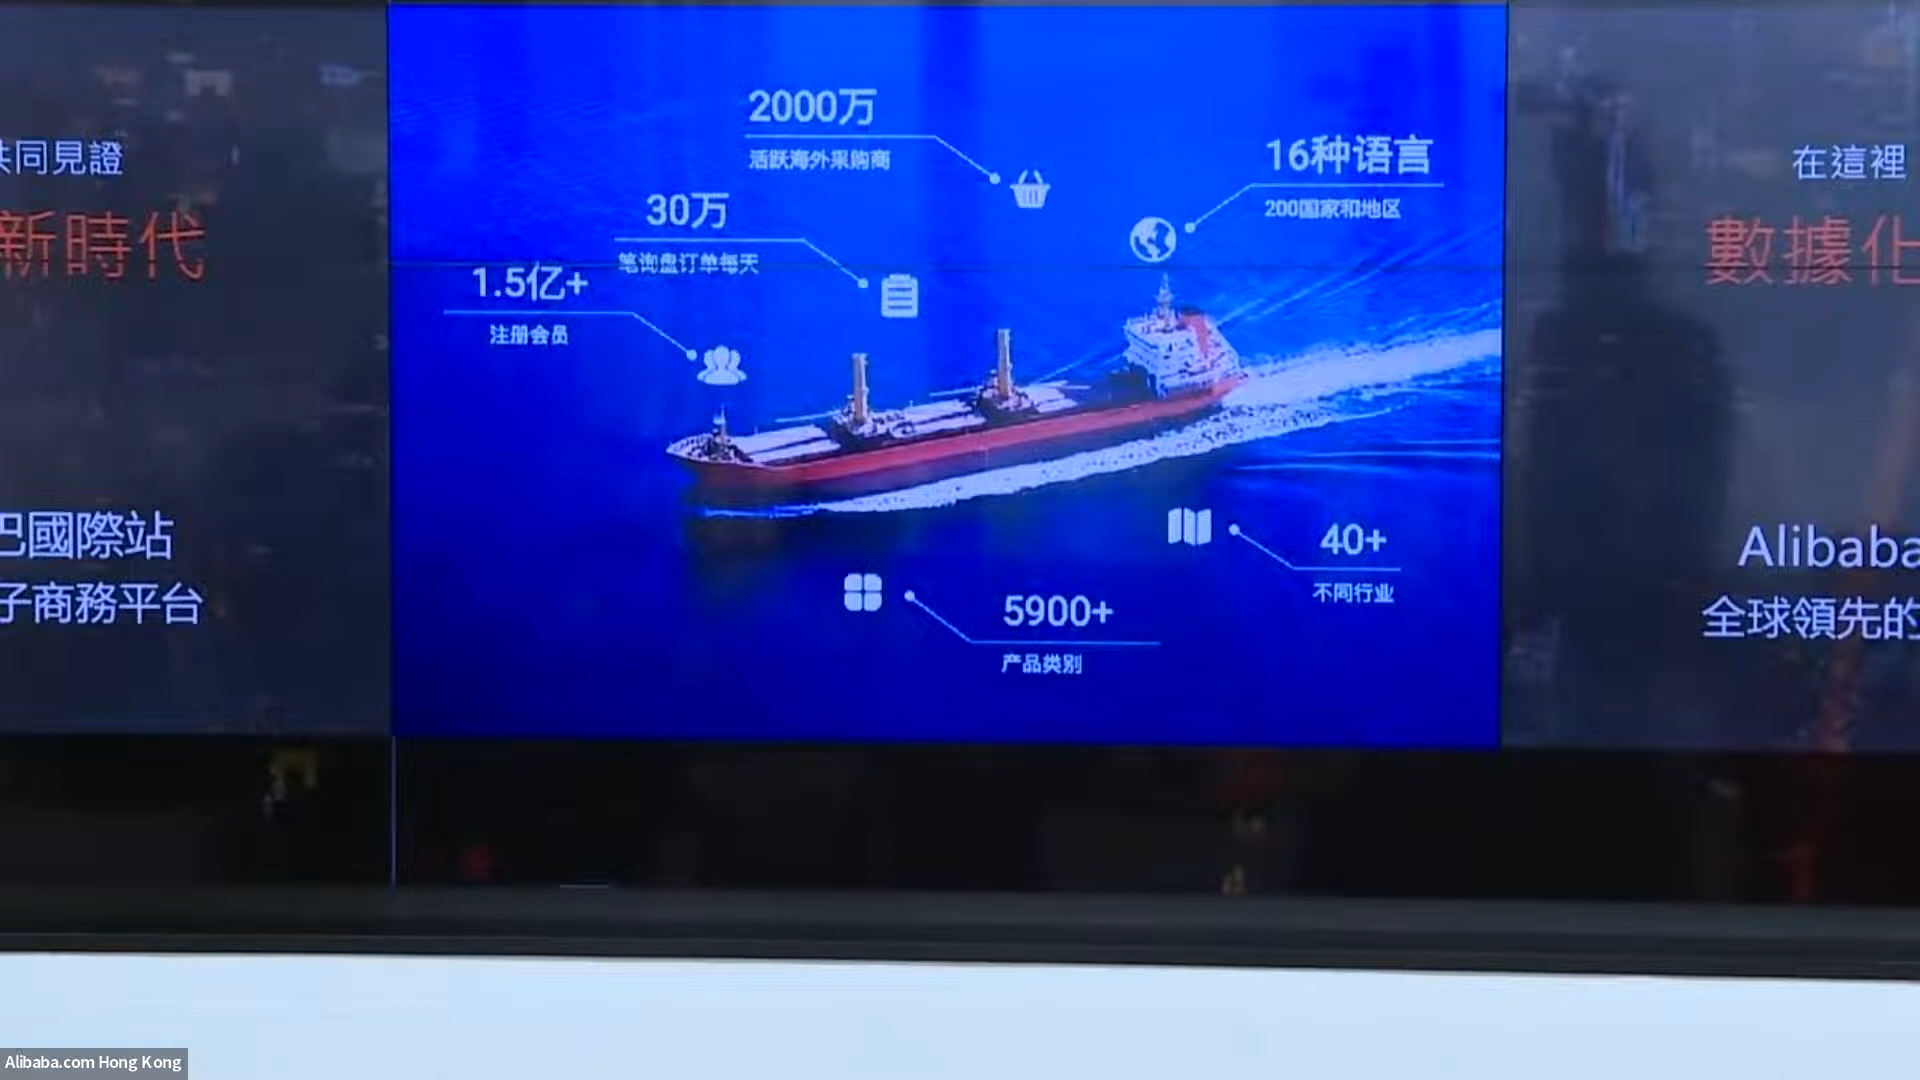 共同見證
新時代
巴國際站
子商務平台
2000万
活跃海外采购商
16种语言
200国家和地区
30万
笔询盘订单每天
1.5亿+
注册会员
40+
不同行业
5900+
产品类别
在這裡
數據化
Alibaba
全球領先的
Alibaba.com Hong Kong